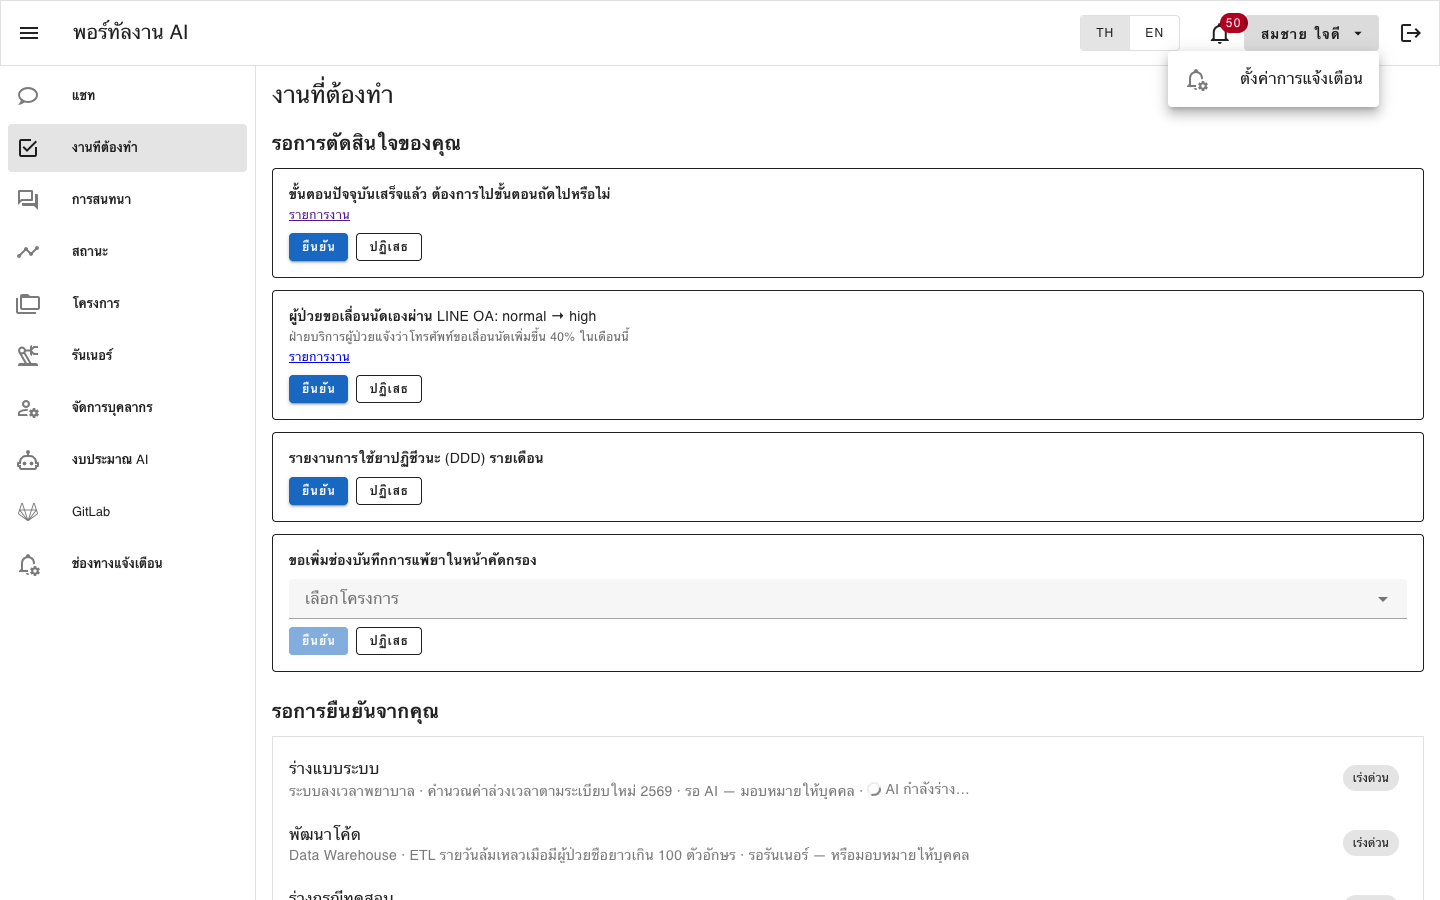 พอร์ทัลงาน AI
TH
EN
50
สมชาย ใจดี
ตั้งค่าการแจ้งเตือน
แชท
งานที่ต้องทำ
การสนทนา
สถานะ
โครงการ
รันเนอร์
จัดการบุคลากร
งบประมาณ AI
GitLab
ช่องทางแจ้งเตือน
งานที่ต้องทำ
รอการตัดสินใจของคุณ
ขั้นตอนปัจจุบันเสร็จแล้ว ต้องการไปขั้นตอนถัดไปหรือไม่
รายการงาน
ยืนยัน
ปฏิเสธ
ผู้ป่วยขอเลื่อนนัดเองผ่าน LINE OA: normal → high
ฝ่ายบริการผู้ป่วยแจ้งว่าโทรศัพท์ขอเลื่อนนัดเพิ่มขึ้น 40% ในเดือนนี้
รายการงาน
ยืนยัน
ปฏิเสธ
รายงานการใช้ยาปฏิชีวนะ (DDD) รายเดือน
ยืนยัน
ปฏิเสธ
ขอเพิ่มช่องบันทึกการแพ้ยาในหน้าคัดกรอง
เลือกโครงการ
ยืนยัน
ปฏิเสธ
รอการยืนยันจากคุณ
ร่างแบบระบบ
ระบบลงเวลาพยาบาล · คำนวณค่าล่วงเวลาตามระเบียบใหม่ 2569 · รอ AI — มอบหมายให้บุคคล · AI กำลังร่าง…
เร่งด่วน
พัฒนาโค้ด
Data Warehouse · ETL รายวันล้มเหลวเมื่อมีผู้ป่วยชื่อยาวเกิน 100 ตัวอักษร · รอรันเนอร์ — หรือมอบหมายให้บุคคล
เร่งด่วน
ร่างกรณีทดสอบ